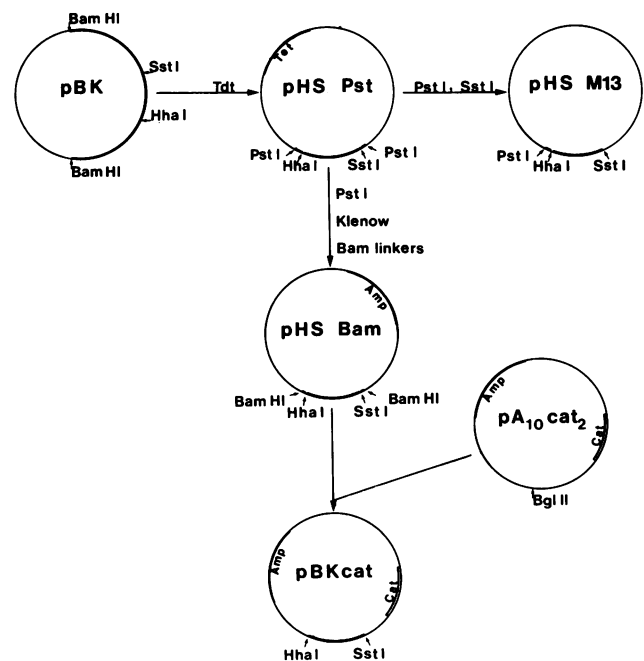 Bam HI
Sst I
pBK
Hha I
Bam HI
Tdt
Tet
pHS Pst
Pst I
Hha I
Sst I
Pst I
Pst I, Sst I
pHS M13
Pst I
Hha I
Sst I
Pst I
Klenow
Bam linkers
Amp
pHS Bam
Bam HI
Hha I
Sst I
Bam HI
Amp
pA10cat2
Cat
Bgl II
Amp
pBKcat
Cat
Hha I
Sst I